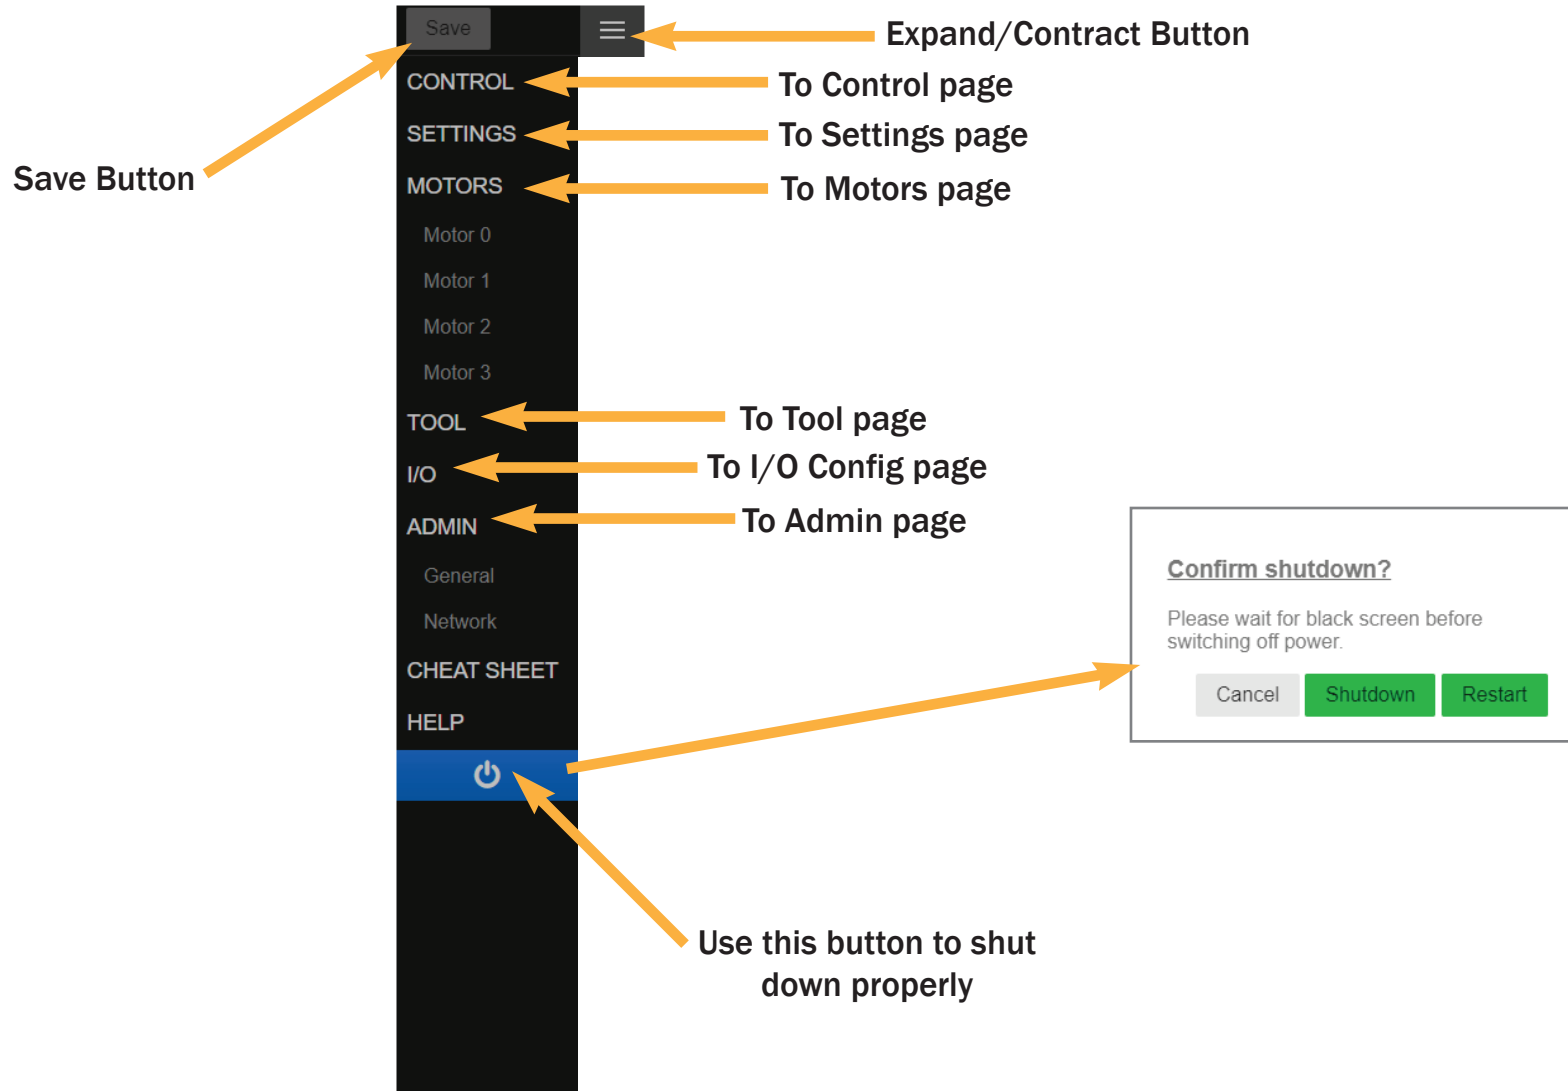 Save
Expand/Contract Button
CONTROL
To Control page
SETTINGS
To Settings page
Save Button
MOTORS
To Motors page
Motor 0
Motor 1
Motor 2
Motor 3
TOOL
To Tool page
I/O
To I/O Config page
ADMIN
To Admin page
General
Network
CHEAT SHEET
HELP
Confirm shutdown?
Please wait for black screen before
switching off power.
Cancel
Shutdown
Restart
Use this button to shut
down properly